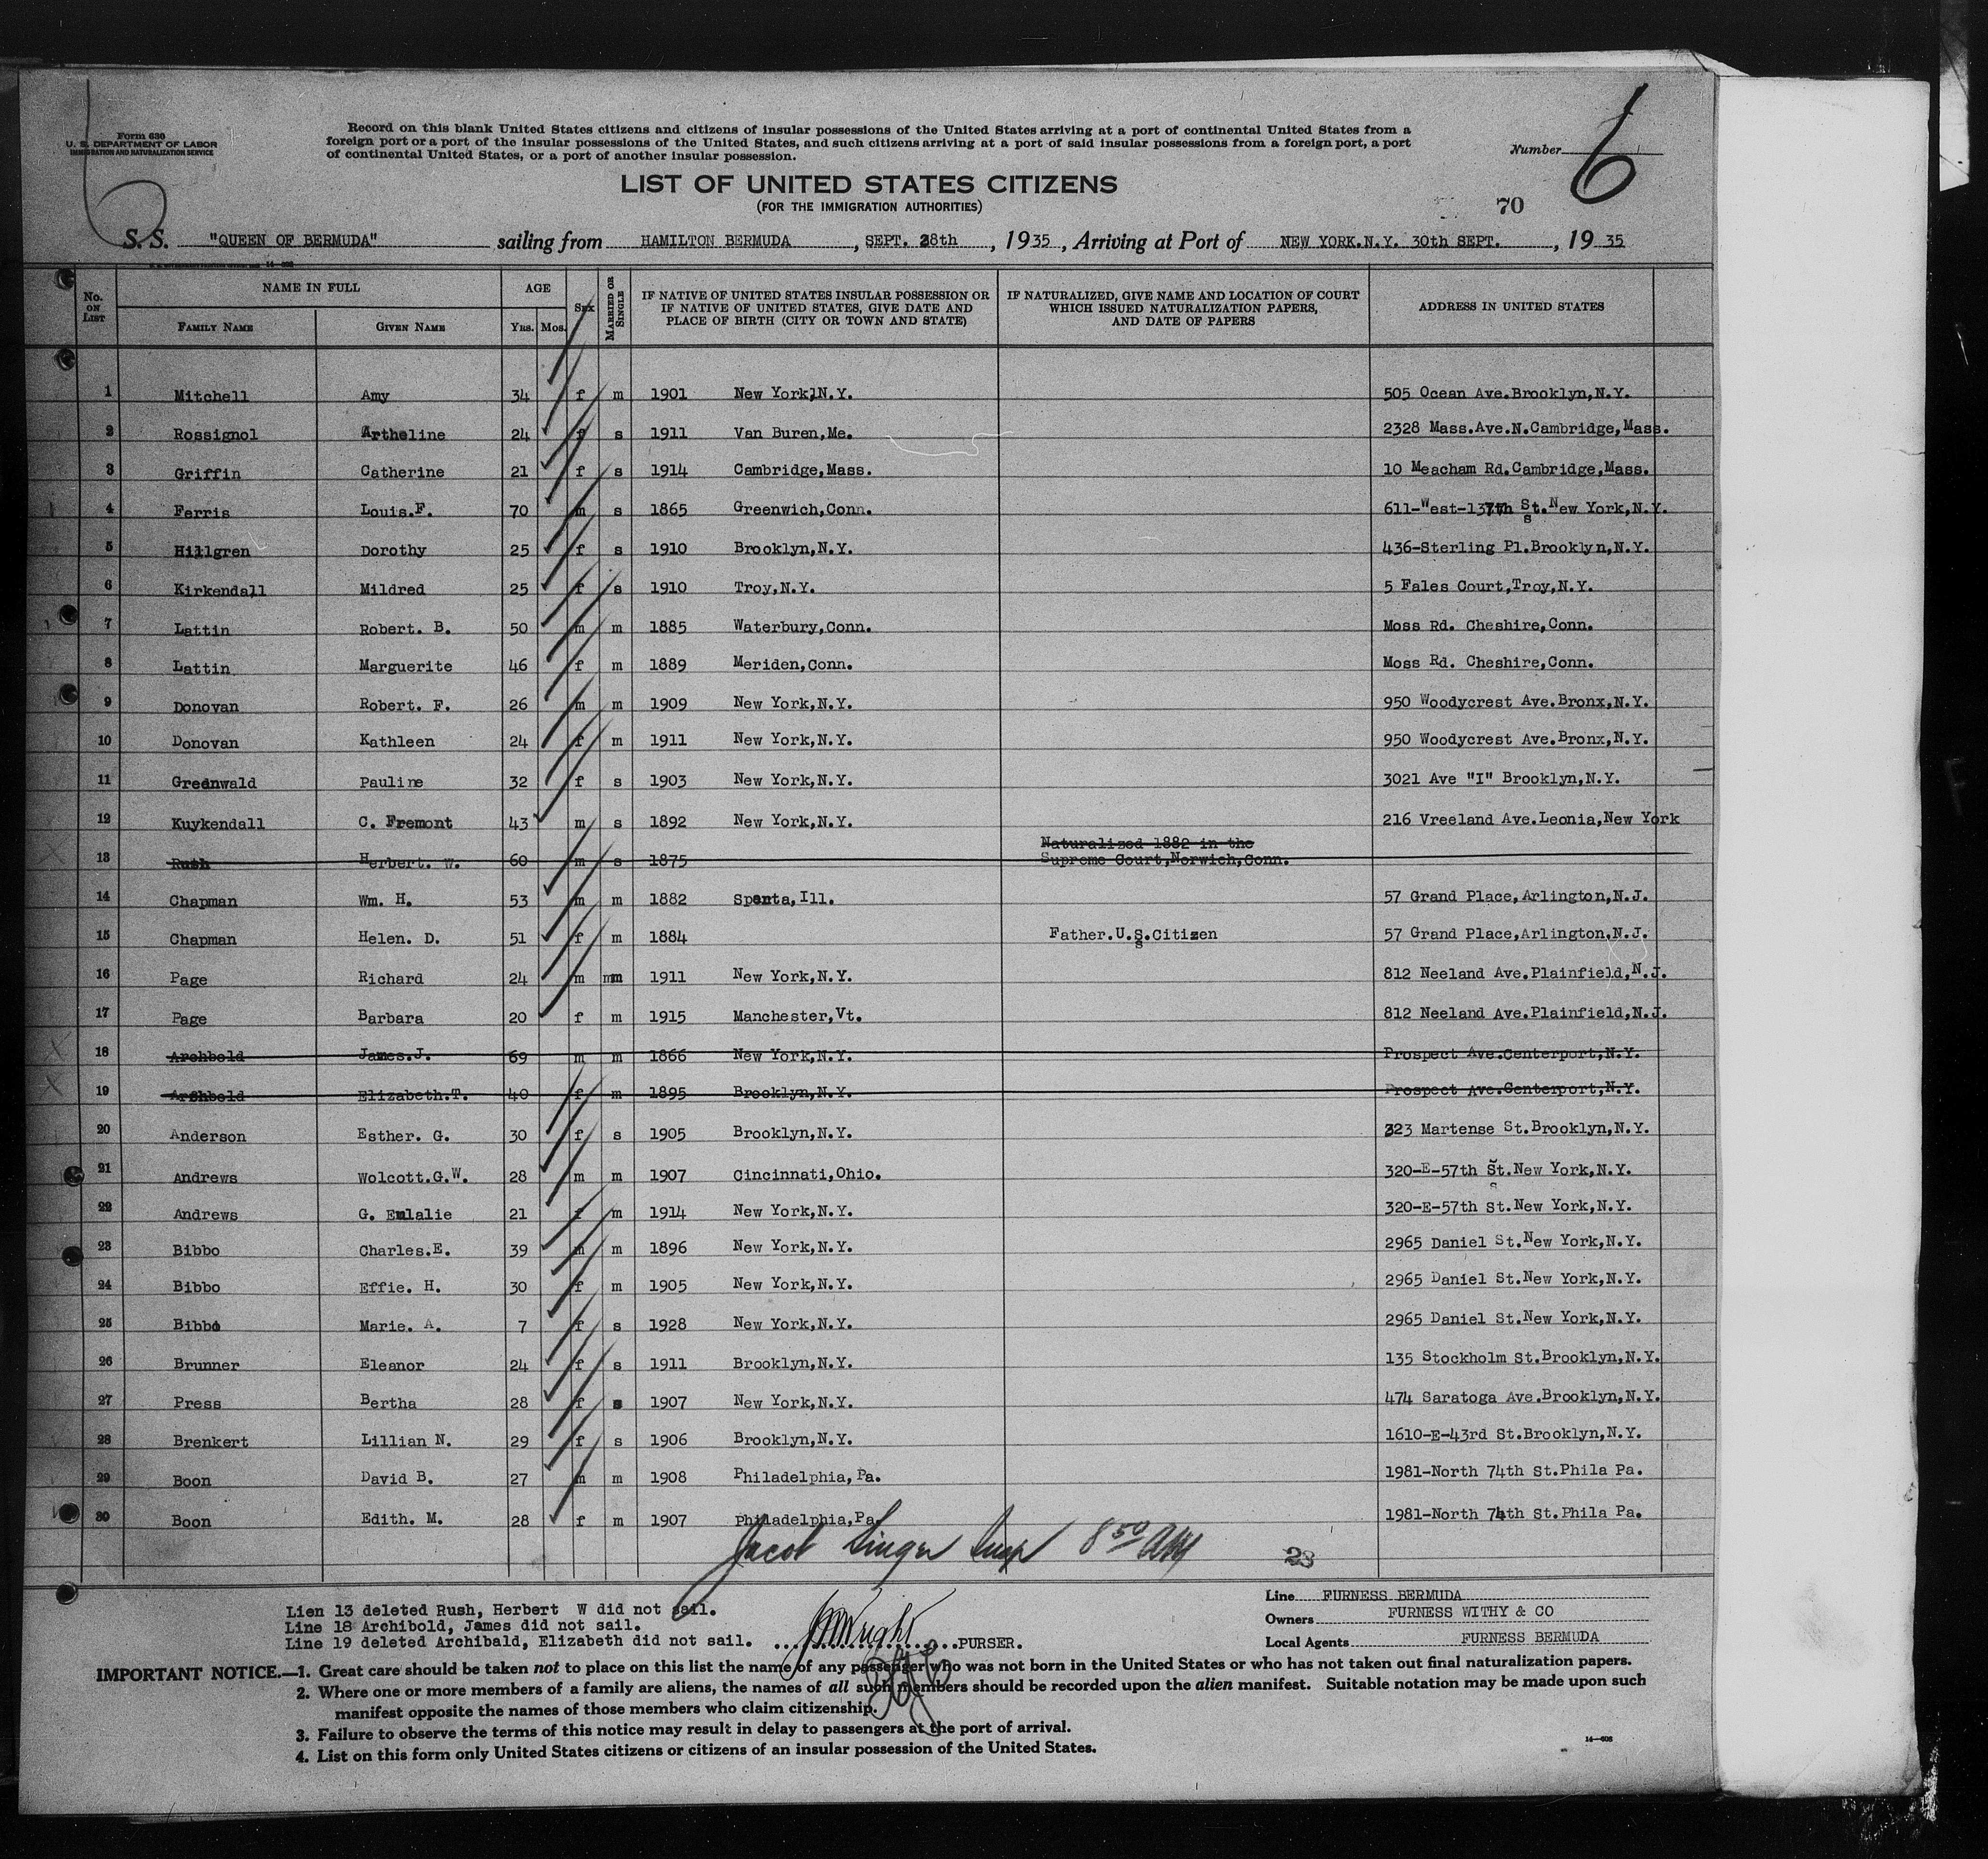 Form 630
U. S. DEPARTMENT OF LABOR
IMMIGRATION AND NATURALIZATION SERVICE
Record on this blank United States citizens and citizens of insular possessions of the United States arriving at a port of continental United States from a
foreign port or a port of the insular possessions of the United States, and such citizens arriving at a port of said insular possessions from a foreign port, a port
of continental United States, or a port of another insular possession.
Number 6
6
LIST OF UNITED STATES CITIZENS
(FOR THE IMMIGRATION AUTHORITIES)
70
S. S. "QUEEN OF BERMUDA" sailing from HAMILTON BERMUDA, SEPT. 28th, 1935, Arriving at Port of NEW YORK.N.Y. 30th SEPT., 19 35
No. ON LIST NAME IN FULL AGE SEX MARRIED OR SINGLE IF NATIVE OF UNITED STATES INSULAR POSSESSION OR IF NATIVE OF UNITED STATES, GIVE DATE AND PLACE OF BIRTH (CITY OR TOWN AND STATE) IF NATURALIZED, GIVE NAME AND LOCATION OF COURT WHICH ISSUED NATURALIZATION PAPERS, AND DATE OF PAPERS ADDRESS IN UNITED STATES
FAMILY NAME GIVEN NAME YRS. MOS.
1 Mitchell Amy 34 f m 1901 New York,N.Y. 505 Ocean Ave.Brooklyn,N.Y.
2 Rossignol Artheline 24 f s 1911 Van Buren,Me. 2328 Mass.Ave.N.Cambridge,Mass.
3 Griffin Catherine 21 f s 1914 Cambridge,Mass. 10 Meacham Rd.Cambridge,Mass.
4 Ferris Louis.F. 70 m s 1865 Greenwich,Conn. 611-West-137th St.New York,N.Y.
5 Hillgren Dorothy 25 f s 1910 Brooklyn,N.Y. 436-Sterling Pl.Brooklyn,N.Y.
6 Kirkendall Mildred 25 f s 1910 Troy,N.Y. 5 Fales Court,Troy,N.Y.
7 Lattin Robert. B. 50 m m 1885 Waterbury,Conn. Moss Rd. Cheshire,Conn.
8 Lattin Marguerite 46 f m 1889 Meriden,Conn. Moss Rd. Cheshire,Conn.
9 Donovan Robert. F. 26 m m 1909 New York,N.Y. 950 Woodycrest Ave.Bronx,N.Y.
10 Donovan Kathleen 24 f m 1911 New York,N.Y. 950 Woodycrest Ave.Bronx,N.Y.
11 Greenwald Pauline 32 f s 1903 New York,N.Y. 3021 Ave "I" Brooklyn,N.Y.
12 Kuykendall C. Fremont 43 m s 1892 New York,N.Y. 216 Vreeland Ave.Leonia,New York
13 Rush Herbert. W. 60 m s 1875 Naturalized 1882 in the Supreme Court,Norwich,Conn.
14 Chapman Wm. H. 53 m m 1882 Sparta,Ill. 57 Grand Place,Arlington,N.J.
15 Chapman Helen. D. 51 f m 1884 Father.U.S.Citizen 57 Grand Place,Arlington.N.J.
16 Page Richard 24 m m 1911 New York,N.Y. 812 Neeland Ave.Plainfield,N.J.
17 Page Barbara 20 f m 1915 Manchester,Vt. 812 Neeland Ave.Plainfield,N.J.
18 Archbold James.J. 69 m m 1866 New York,N.Y. Prospect Ave.Centerport,N.Y.
19 Archbold Elizabeth.T. 40 f m 1895 Brooklyn,N.Y. Prospect Ave.Centerport,N.Y.
20 Anderson Esther. G. 30 f s 1905 Brooklyn,N.Y. 323 Martense St.Brooklyn,N.Y.
21 Andrews Wolcott.G.W. 28 m m 1907 Cincinnati,Ohio. 320-E-57th St.New York,N.Y.
22 Andrews G. Eulalie 21 f m 1914 New York,N.Y. 320-E-57th St.New York,N.Y.
23 Bibbo Charles.E. 39 m m 1896 New York,N.Y. 2965 Daniel St.New York,N.Y.
24 Bibbo Effie. H. 30 f m 1905 New York,N.Y. 2965 Daniel St.New York,N.Y.
25 Bibbo Marie. A. 7 f s 1928 New York,N.Y. 2965 Daniel St.New York,N.Y.
26 Brunner Eleanor 24 f s 1911 Brooklyn,N.Y. 135 Stockholm St.Brooklyn,N.Y.
27 Press Bertha 28 f s 1907 New York,N.Y. 474 Saratoga Ave.Brooklyn,N.Y.
28 Brenkert Lillian N. 29 f s 1906 Brooklyn,N.Y. 1610-E-43rd St.Brooklyn,N.Y.
29 Boon David B. 27 m m 1908 Philadelphia,Pa. 1981-North 74th St.Phila Pa.
30 Boon Edith. M. 28 f m 1907 Philadelphia,Pa. 1981-North 74th St.Phila Pa.
Jacob Singer Insp 8 50 AM
23
Lien 13 deleted Rush, Herbert W did not sail.
Line 18 Archibold, James did not sail.
Line 19 deleted Archibald, Elizabeth did not sail. Wright PURSER.
Line FURNESS BERMUDA
Owners FURNESS WITHY & CO
Local Agents FURNESS BERMUDA
IMPORTANT NOTICE.—1. Great care should be taken not to place on this list the name of any passenger who was not born in the United States or who has not taken out final naturalization papers.
2. Where one or more members of a family are aliens, the names of all such members should be recorded upon the alien manifest. Suitable notation may be made upon such
manifest opposite the names of those members who claim citizenship.
3. Failure to observe the terms of this notice may result in delay to passengers at the port of arrival.
4. List on this form only United States citizens or citizens of an insular possession of the United States.
14—608